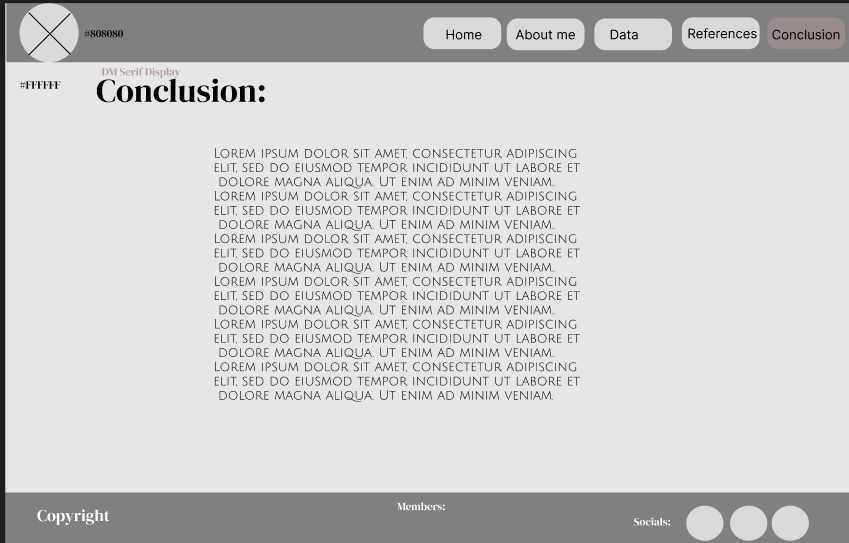 #808080
Home
About me
Data
References
Conclusion
DM Serif Display
#FFFFFF
Conclusion:
Lorem ipsum dolor sit amet, consectetur adipiscing
elit, sed do eiusmod tempor incididunt ut labore et
dolore magna aliqua. Ut enim ad minim veniam..
Lorem ipsum dolor sit amet, consectetur adipiscing
elit, sed do eiusmod tempor incididunt ut labore et
dolore magna aliqua. Ut enim ad minim veniam..
Lorem ipsum dolor sit amet, consectetur adipiscing
elit, sed do eiusmod tempor incididunt ut labore et
dolore magna aliqua. Ut enim ad minim veniam..
Lorem ipsum dolor sit amet, consectetur adipiscing
elit, sed do eiusmod tempor incididunt ut labore et
dolore magna aliqua. Ut enim ad minim veniam..
Lorem ipsum dolor sit amet, consectetur adipiscing
elit, sed do eiusmod tempor incididunt ut labore et
dolore magna aliqua. Ut enim ad minim veniam..
Lorem ipsum dolor sit amet, consectetur adipiscing
elit, sed do eiusmod tempor incididunt ut labore et
dolore magna aliqua. Ut enim ad minim veniam.
Copyright
Members:
Socials: